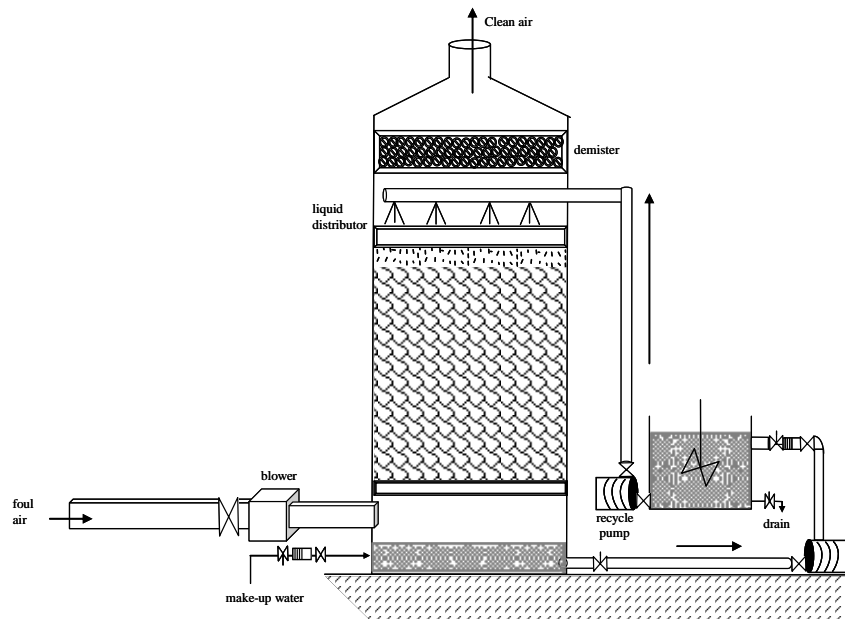 Clean air
demister
liquid
distributor
blower
foul
air
recycle
pump
drain
make-up water